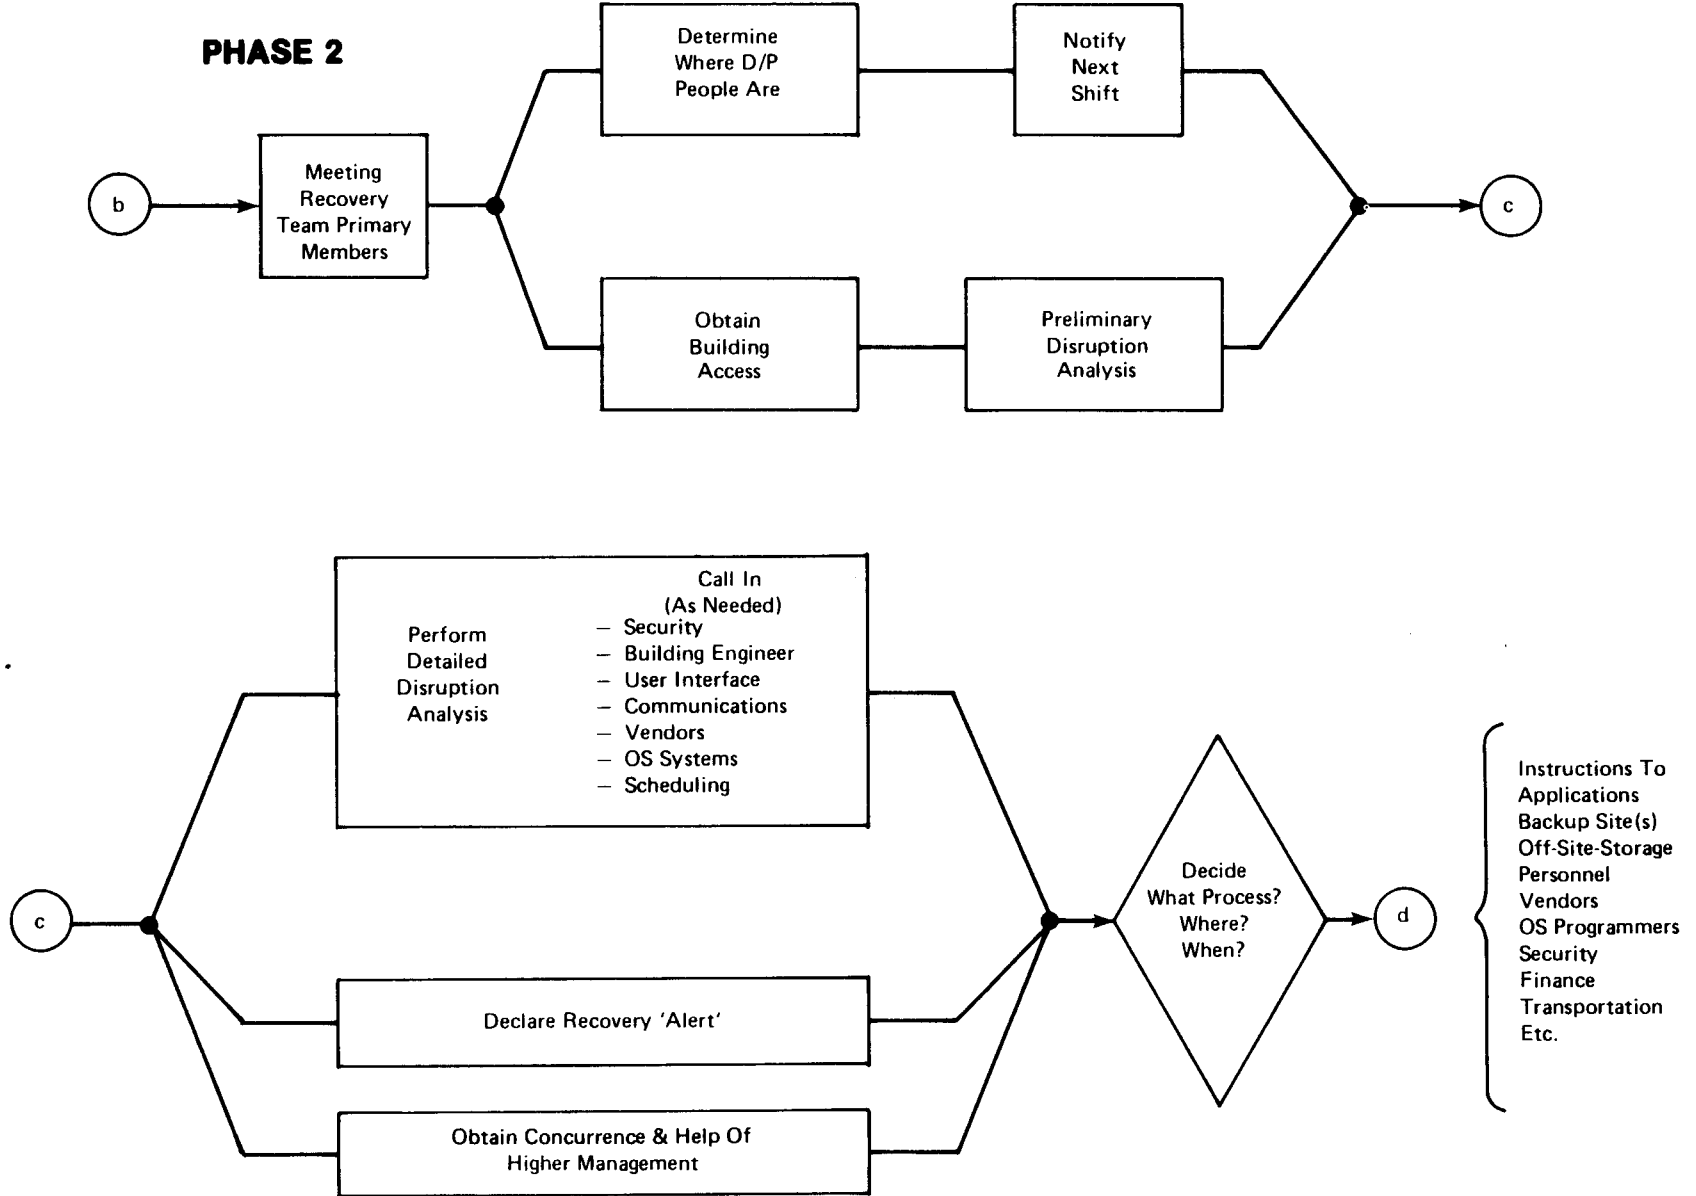 PHASE 2
b
Meeting
Recovery
Team Primary
Members
Determine
Where D/P
People Are
Notify
Next
Shift
Obtain
Building
Access
Preliminary
Disruption
Analysis
c
c
Perform
Detailed
Disruption
Analysis
Call In
(As Needed)
— Security
— Building Engineer
— User Interface
— Communications
— Vendors
— OS Systems
— Scheduling
Declare Recovery 'Alert'
Obtain Concurrence & Help Of
Higher Management
Decide
What Process?
Where?
When?
d
Instructions To
Applications
Backup Site(s)
Off-Site-Storage
Personnel
Vendors
OS Programmers
Security
Finance
Transportation
Etc.